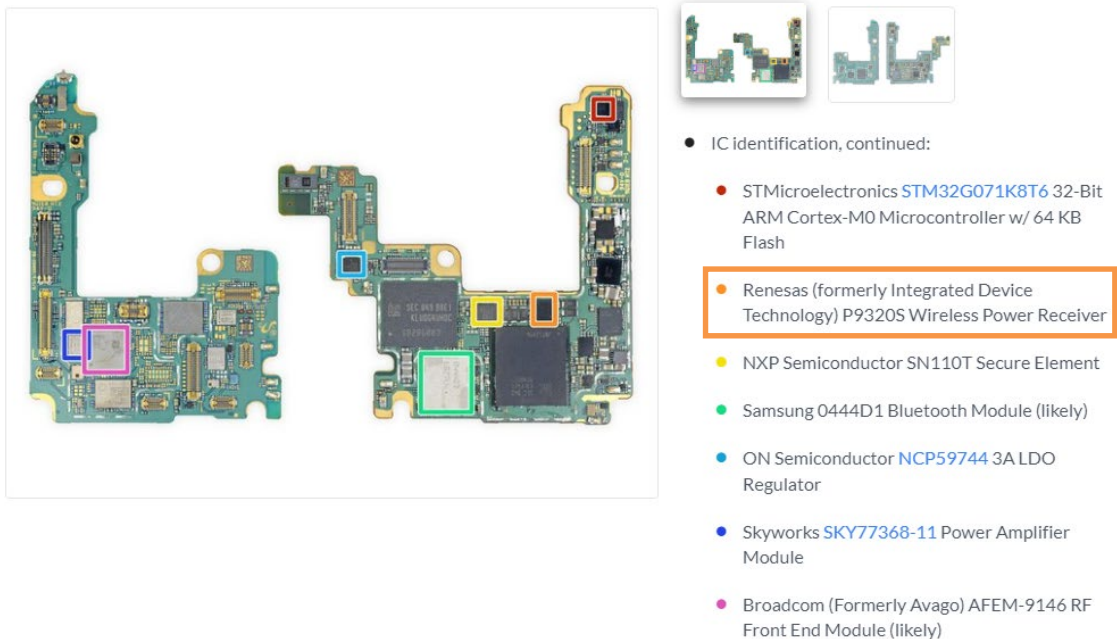 IC identification, continued:
STMicroelectronics STM32G071K8T6 32-Bit
ARM Cortex-M0 Microcontroller w/ 64 KB
Flash
Renesas (formerly Integrated Device
Technology) P9320S Wireless Power Receiver
NXP Semiconductor SN110T Secure Element
Samsung 0444D1 Bluetooth Module (likely)
ON Semiconductor NCP59744 3A LDO
Regulator
Skyworks SKY77368-11 Power Amplifier
Module
Broadcom (Formerly Avago) AFEM-9146 RF
Front End Module (likely)